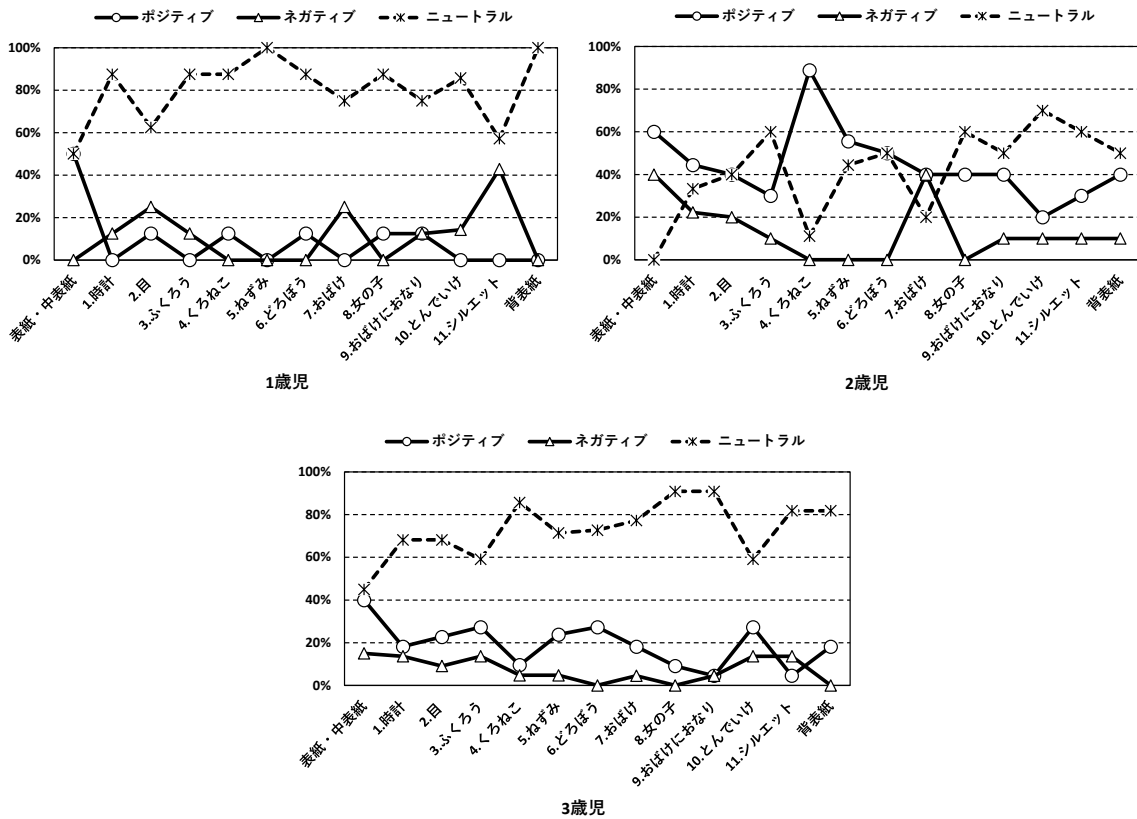 ポジティブ ネガティブ ニュートラル
100%
80%
60%
40%
20%
0%
表紙・中表紙
1.時計
2.目
3.ふくろう
4.くろねこ
5.ねずみ
6.どろぼう
7.おばけ
8.女の子
9.おばけにおなり
10.とんでいけ
11.シルエット
背表紙
1歳児
ポジティブ ネガティブ ニュートラル
100%
80%
60%
40%
20%
0%
表紙・中表紙
1.時計
2.目
3.ふくろう
4.くろねこ
5.ねずみ
6.どろぼう
7.おばけ
8.女の子
9.おばけにおなり
10.とんでいけ
11.シルエット
背表紙
2歳児
ポジティブ ネガティブ ニュートラル
100%
80%
60%
40%
20%
0%
表紙・中表紙
1.時計
2.目
3.ふくろう
4.くろねこ
5.ねずみ
6.どろぼう
7.おばけ
8.女の子
9.おばけにおなり
10.とんでいけ
11.シルエット
背表紙
3歳児